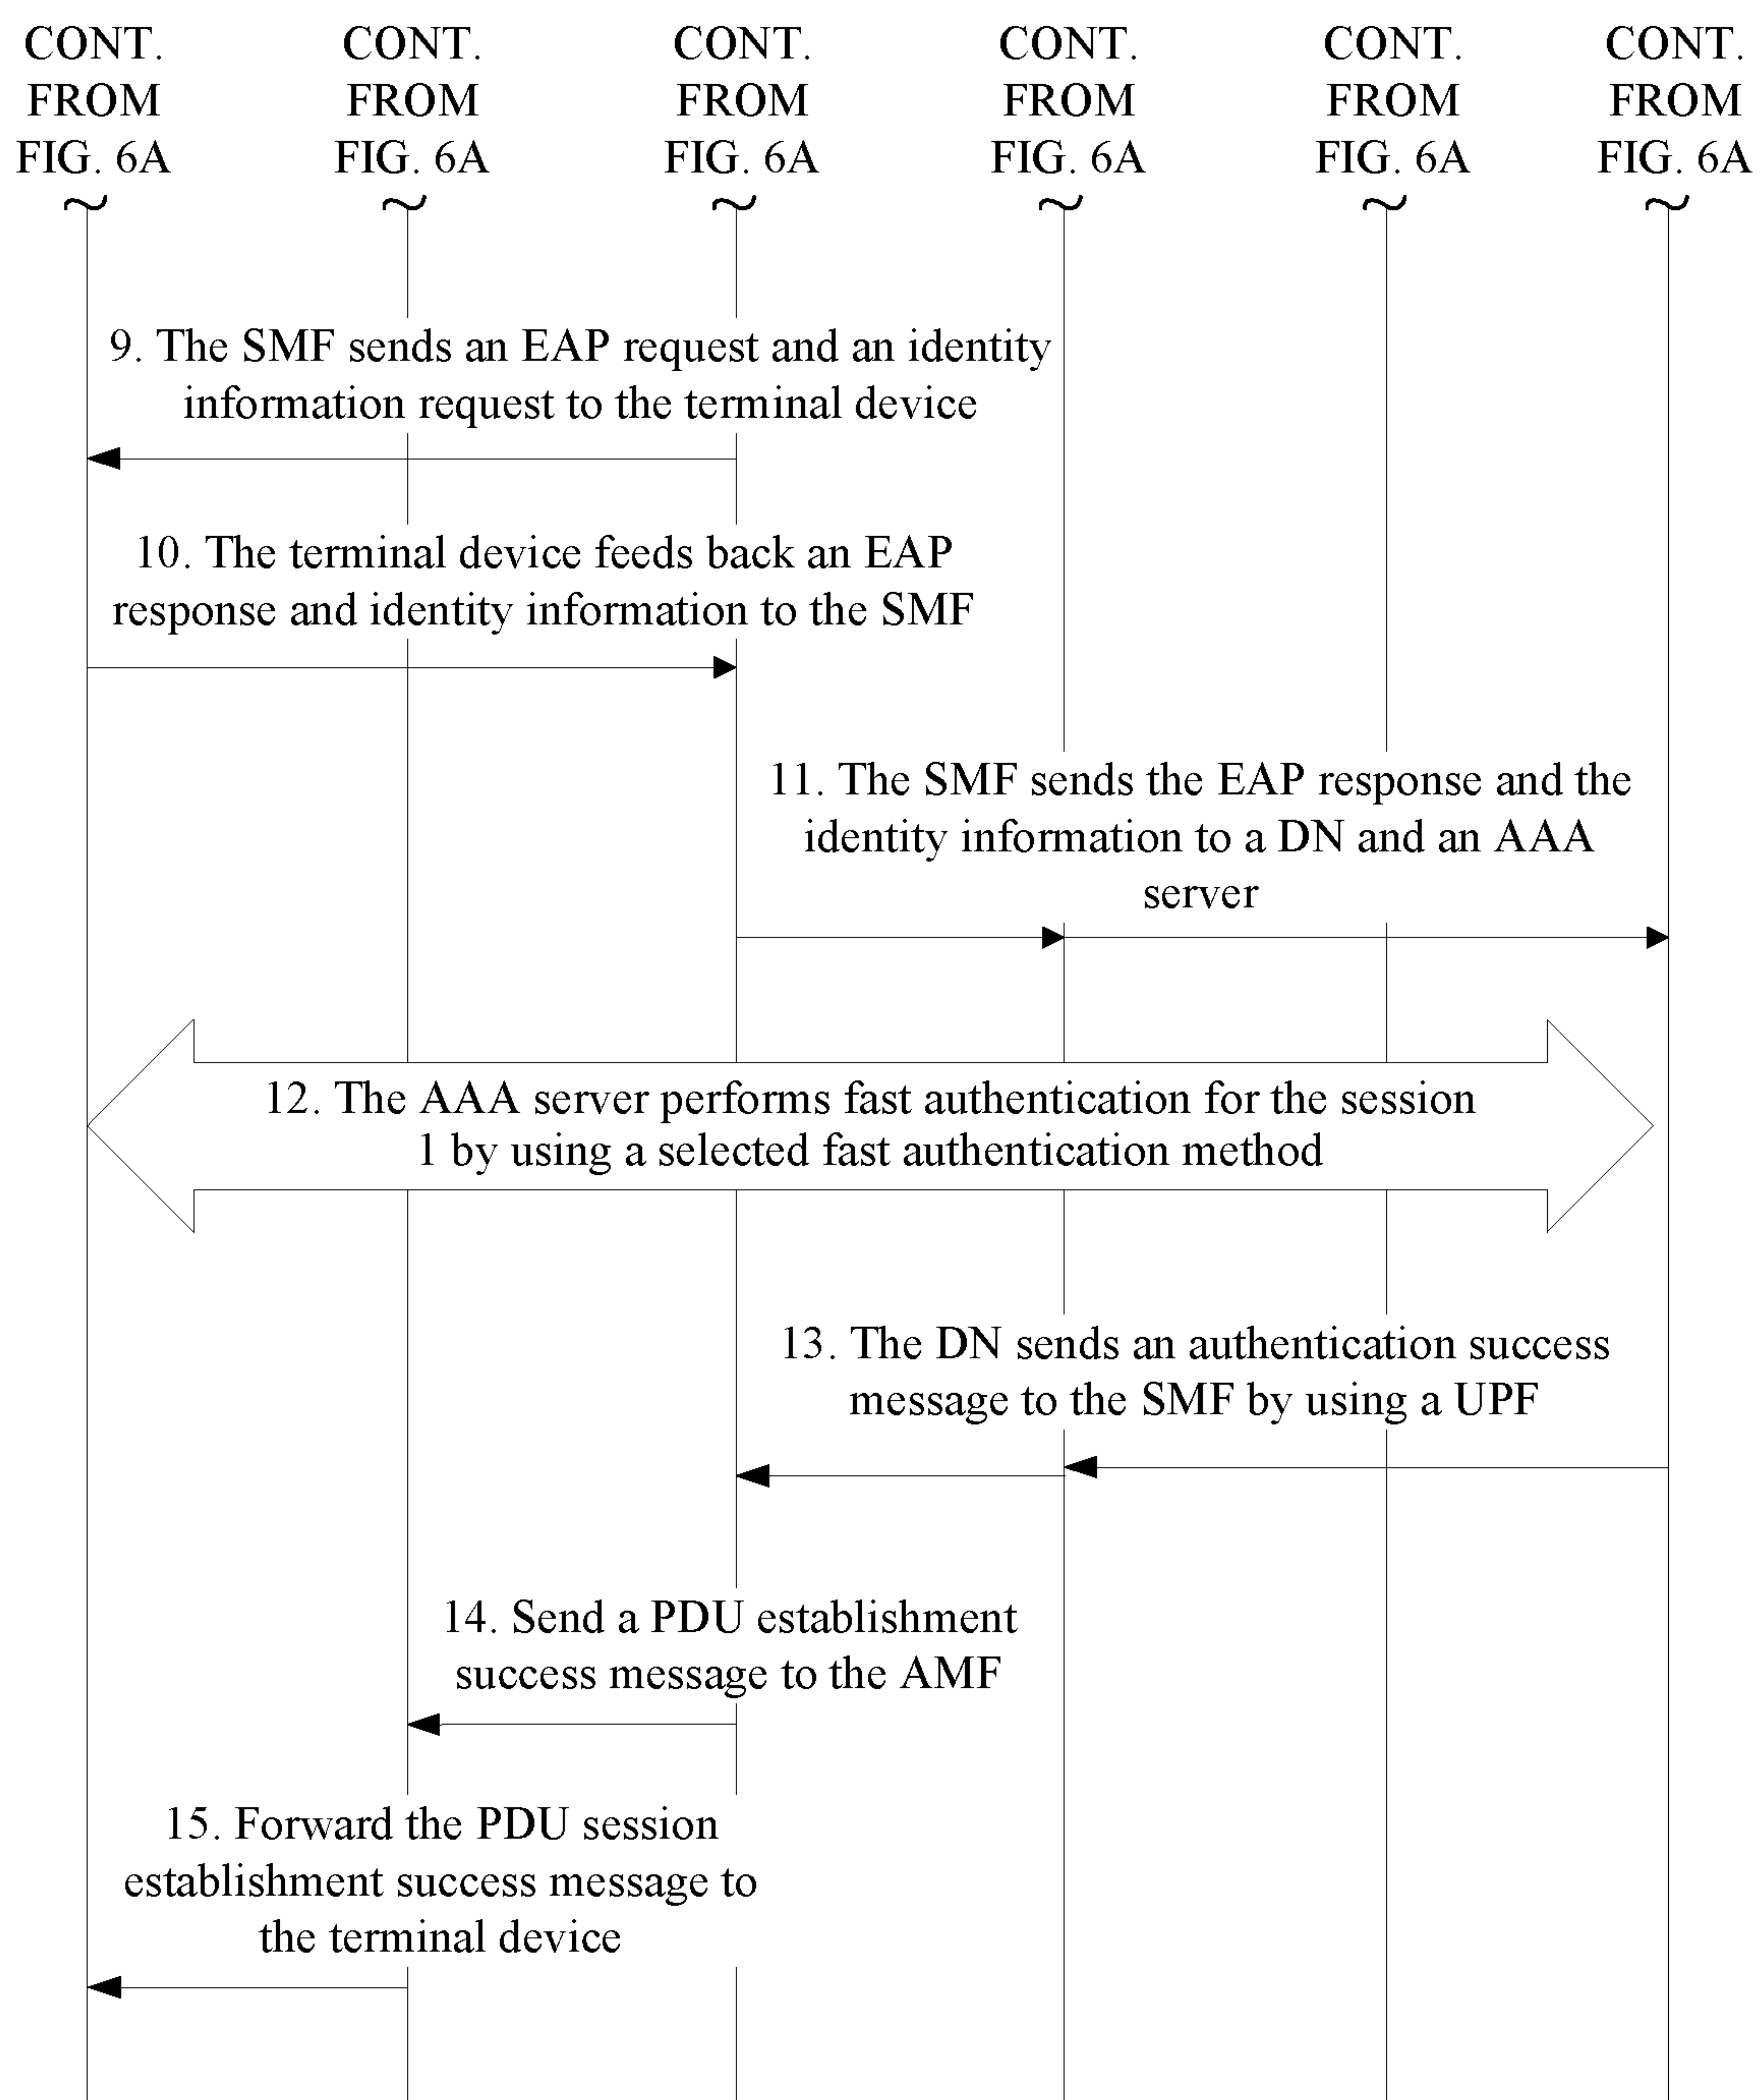 CONT. CONT. CONT. CONT. CONT. CONT.
FROM FROM FROM FROM FROM FROM
FIG. 6A FIG. 6A FIG. 6A FIG. 6A FIG. 6A FIG. 6A
9. The SMF sends an EAP request and an identity
information request to the terminal device
10. The terminal device feeds back an EAP
response and identity information to the SMF
11. The SMF sends the EAP response and the
identity information to a DN and an AAA
server
12. The AAA server performs fast authentication for the session
1 by using a selected fast authentication method
13. The DN sends an authentication success
message to the SMF by using a UPF
14. Send a PDU establishment
success message to the AMF
15. Forward the PDU session
establishment success message to
the terminal device